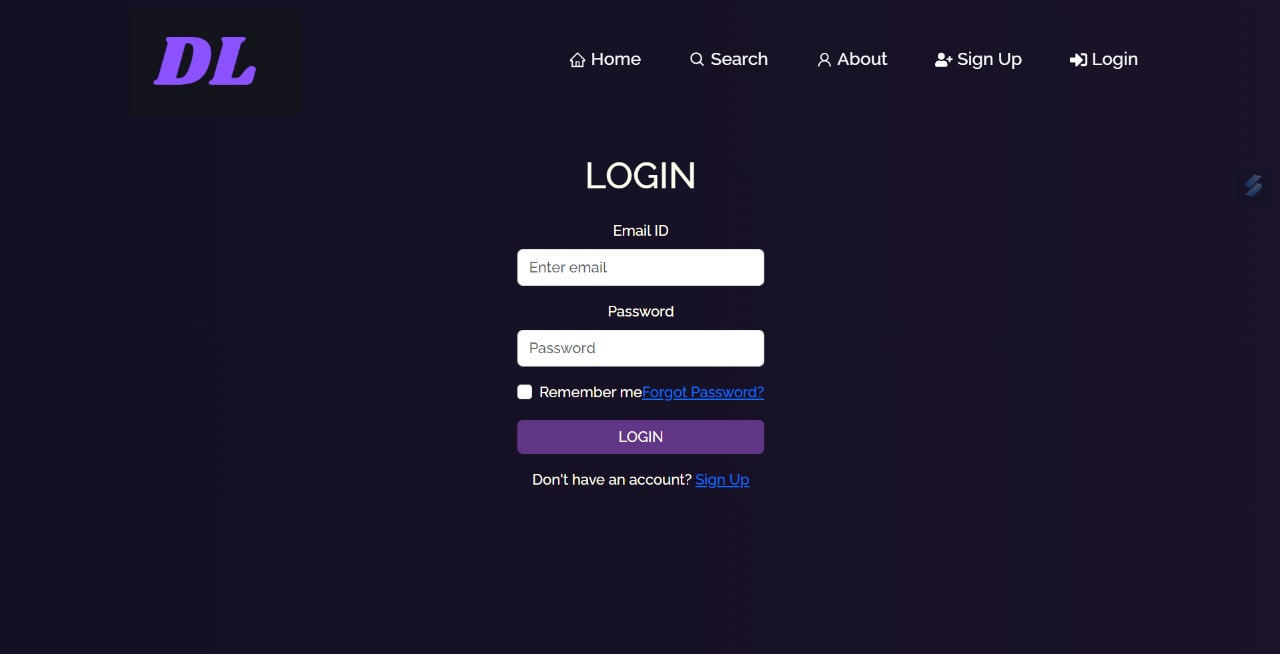 DL
Home Search About Sign Up Login
LOGIN
Email ID
Enter email
Password
Password
Remember meForgot Password?
LOGIN
Don't have an account? Sign Up